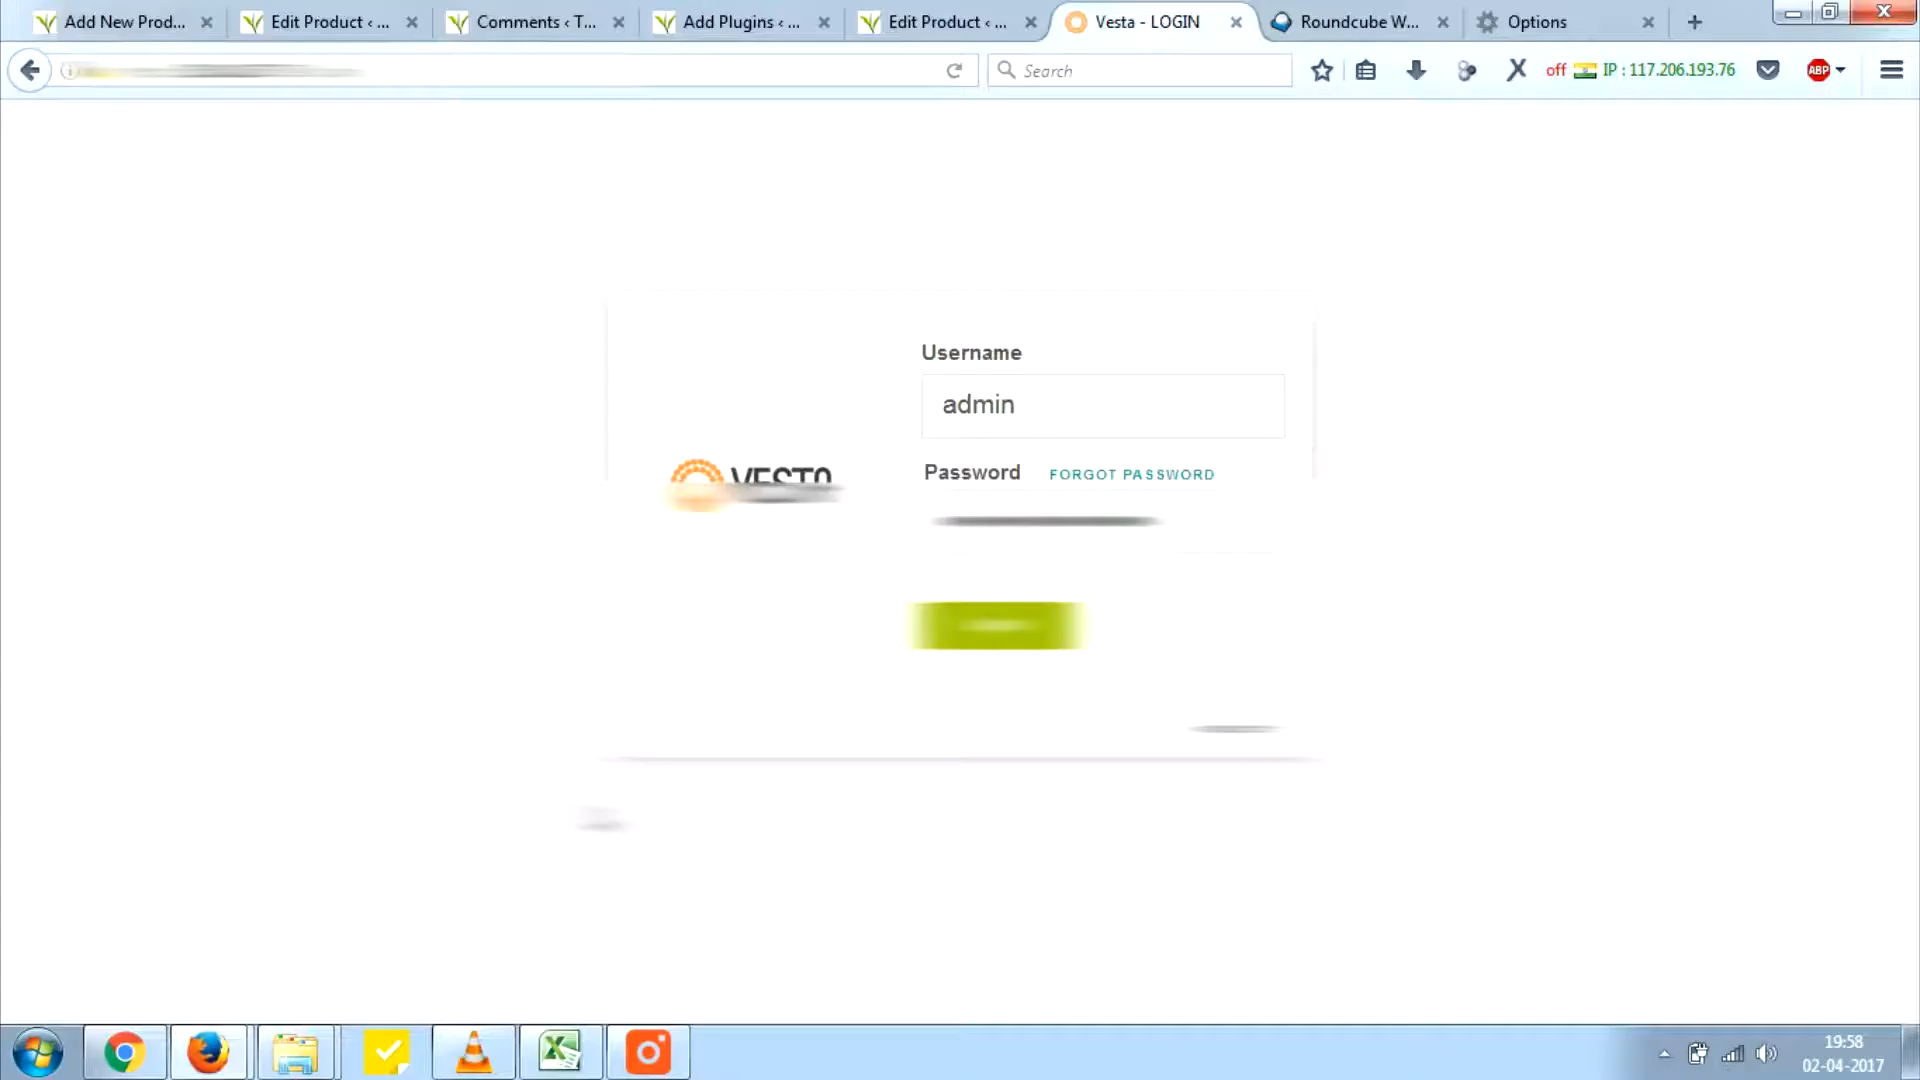 Add New Prod...
Edit Product ‹ ...
Comments ‹ T...
Add Plugins ‹ ...
Edit Product ‹ ...
Vesta - LOGIN
Roundcube W...
Options
Search
ABP
off IP : 117.206.193.76
Username
admin
VESTA
Password FORGOT PASSWORD
19:58
02-04-2017